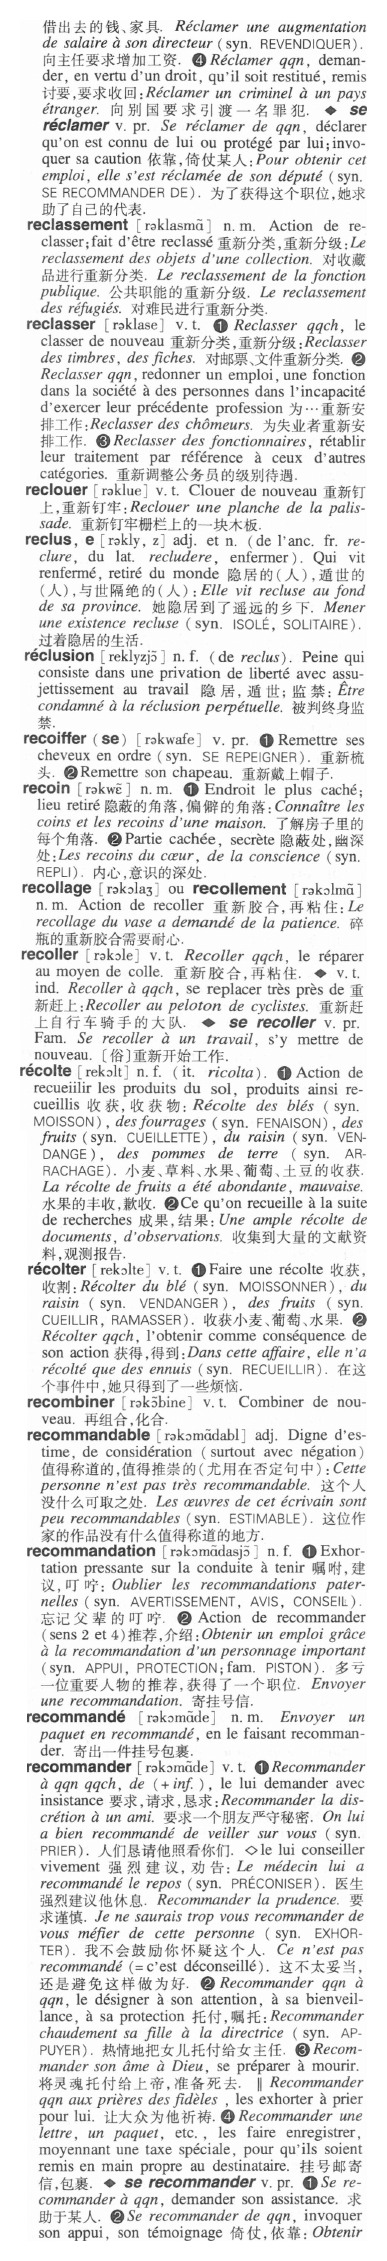 借出去的钱、家具. Réclamer une augmentation
de salaire à son directeur (syn. REVENDIQUER).
向主任要求增加工资. ❹ Réclamer qqn, deman-
der, en vertu d'un droit, qu'il soit restitué, remis
讨要,要求收回: Réclamer un criminel à un pays
étranger. 向别国要求引渡一名罪犯. ◆ se
réclamer v. pr. Se réclamer de qqn, déclarer
qu'on est connu de lui ou protégé par lui; invo-
quer sa caution 依靠,倚仗某人: Pour obtenir cet
emploi, elle s'est réclamée de son député (syn.
SE RECOMMANDER DE). 为了获得这个职位,她求
助了自己的代表.
reclassement [rəklasmɑ̃] n. m. Action de re-
classer; fait d'être reclassé 重新分类,重新分级: Le
reclassement des objets d'une collection. 对收藏
品进行重新分类. Le reclassement de la fonction
publique. 公共职能的重新分级. Le reclassement
des réfugiés. 对难民进行重新分类.
reclasser [rəklase] v. t. ❶ Reclasser qqch, le
classer de nouveau 重新分类,重新分级: Reclasser
des timbres, des fiches. 对邮票、文件重新分类. ❷
Reclasser qqn, redonner un emploi, une fonction
dans la société à des personnes dans l'incapacité
d'exercer leur précédente profession 为…重新安
排工作: Reclasser des chômeurs. 为失业者重新安
排工作. ❸ Reclasser des fonctionnaires, rétablir
leur traitement par référence à ceux d'autres
catégories. 重新调整公务员的级别待遇.
reclouer [rəklue] v. t. Clouer de nouveau 重新钉
上,重新钉牢: Reclouer une planche de la palis-
sade. 重新钉牢栅栏上的一块木板.
reclus, e [rəkly, z] adj. et n. (de l'anc. fr. re-
clure, du lat. recludere, enfermer). Qui vit
renfermé, retiré du monde 隐居的(人),遁世的
(人),与世隔绝的(人): Elle vit recluse au fond
de sa province. 她隐居到了遥远的乡下. Mener
une existence recluse (syn. ISOLÉ, SOLITAIRE).
过着隐居的生活.
réclusion [reklyzjɔ̃] n. f. (de reclus). Peine qui
consiste dans une privation de liberté avec assu-
jettissement au travail 隐居,遁世;监禁: Être
condamné à la réclusion perpétuelle. 被判终身监
禁.
recoiffer (se) [rəkwafe] v. pr. ❶ Remettre ses
cheveux en ordre (syn. SE REPEIGNER). 重新梳
头. ❷ Remettre son chapeau. 重新戴上帽子.
recoin [rəkwɛ̃] n. m. ❶ Endroit le plus caché;
lieu retiré 隐蔽的角落,偏僻的角落: Connaître les
coins et les recoins d'une maison. 了解房子里的
每个角落. ❷ Partie cachée, secrète 隐蔽处,幽深
处: Les recoins du cœur, de la conscience (syn.
REPLI). 内心,意识的深处.
recollage [rəkɔlaʒ] ou recollement [rəkɔlmɑ̃]
n. m. Action de recoller 重新胶合,再粘住: Le
recollage du vase a demandé de la patience. 碎
瓶的重新胶合需要耐心.
recoller [rəkɔle] v. t. Recoller qqch, le réparer
au moyen de colle. 重新胶合,再粘住. ◆ v. t.
ind. Recoller à qqch, se replacer très près de 重
新赶上: Recoller au peloton de cyclistes. 重新赶
上自行车骑手的大队. ◆ se recoller v. pr.
Fam. Se recoller à un travail, s'y mettre de
nouveau. [俗]重新开始工作.
récolte [rekɔlt] n. f. (it. ricolta). ❶ Action de
recueiilir les produits du sol, produits ainsi re-
cueillis 收获,收获物: Récolte des blés (syn.
MOISSON), des fourrages (syn. FENAISON), des
fruits (syn. CUEILLETTE), du raisin (syn. VEN-
DANGE), des pommes de terre (syn. AR-
RACHAGE). 小麦、草料、水果、葡萄、土豆的收获.
La récolte de fruits a été abondante, mauvaise.
水果的丰收,歉收. ❷ Ce qu'on recueille à la suite
de recherches 成果,结果: Une ample récolte de
documents, d'observations. 收集到大量的文献资
料,观测报告.
récolter [rekɔlte] v. t. ❶ Faire une récolte 收获,
收割: Récolter du blé (syn. MOISSONNER), du
raisin (syn. VENDANGER), des fruits (syn.
CUEILLIR, RAMASSER). 收获小麦、葡萄、水果. ❷
Récolter qqch, l'obtenir comme conséquence de
son action 获得,得到: Dans cette affaire, elle n'a
récolté que des ennuis (syn. RECUEILLIR). 在这
个事件中,她只得到了一些烦恼.
recombiner [rəkɔ̃bine] v. t. Combiner de nou-
veau. 再组合,化合.
recommandable [rəkɔmɑ̃dabl] adj. Digne d'es-
time, de considération (surtout avec négation)
值得称道的,值得推崇的(尤用在否定句中): Cette
personne n'est pas très recommandable. 这个人
没什么可取之处. Les œuvres de cet écrivain sont
peu recommandables (syn. ESTIMABLE). 这位作
家的作品没有什么值得称道的地方.
recommandation [rəkɔmɑ̃dasjɔ̃] n. f. ❶ Exhor-
tation pressante sur la conduite à tenir 嘱咐,建
议,叮咛: Oublier les recommandations pater-
nelles (syn. AVERTISSEMENT, AVIS, CONSEIL).
忘记父辈的叮咛. ❷ Action de recommander
(sens 2 et 4)推荐,介绍: Obtenir un emploi grâce
à la recommandation d'un personnage important
(syn. APPUI, PROTECTION; fam. PISTON). 多亏
一位重要人物的推荐,获得了一个职位. Envoyer
une recommandation. 寄挂号信.
recommandé [rəkɔmɑ̃de] n. m. Envoyer un
paquet en recommandé, en le faisant recomman-
der. 寄出一件挂号包裹.
recommander [rəkɔmɑ̃de] v. t. ❶ Recommander
à qqn qqch, de (+ inf.), le lui demander avec
insistance 要求,请求,恳求: Recommander la dis-
crétion à un ami. 要求一个朋友严守秘密. On lui
a bien recommandé de veiller sur vous (syn.
PRIER). 人们恳请他照看你们. ◇ le lui conseiller
vivement 强烈建议,劝告: Le médecin lui a
recommandé le repos (syn. PRÉCONISER). 医生
强烈建议他休息. Recommander la prudence. 要
求谨慎. Je ne saurais trop vous recommander de
vous méfier de cette personne (syn. EXHOR-
TER). 我不会鼓励你怀疑这个人. Ce n'est pas
recommandé (= c'est déconseillé). 这不太妥当,
还是避免这样做为好. ❷ Recommander qqn à
qqn, le désigner à son attention, à sa bienveil-
lance, à sa protection 托付,嘱托: Recommander
chaudement sa fille à la directrice (syn. AP-
PUYER). 热情地把女儿托付给女主任. ❸ Recom-
mander son âme à Dieu, se préparer à mourir.
将灵魂托付给上帝,准备死去. ‖ Recommander
qqn aux prières des fidèles, les exhorter à prier
pour lui. 让大众为他祈祷. ❹ Recommander une
lettre, un paquet, etc., les faire enregistrer,
moyennant une taxe spéciale, pour qu'ils soient
remis en main propre au destinataire. 挂号邮寄
信,包裹. ◆ se recommander v. pr. ❶ Se re-
commander à qqn, demander son assistance. 求
助于某人. ❷ Se recommander de qqn, invoquer
son appui, son témoignage 倚仗,依靠: Obtenir